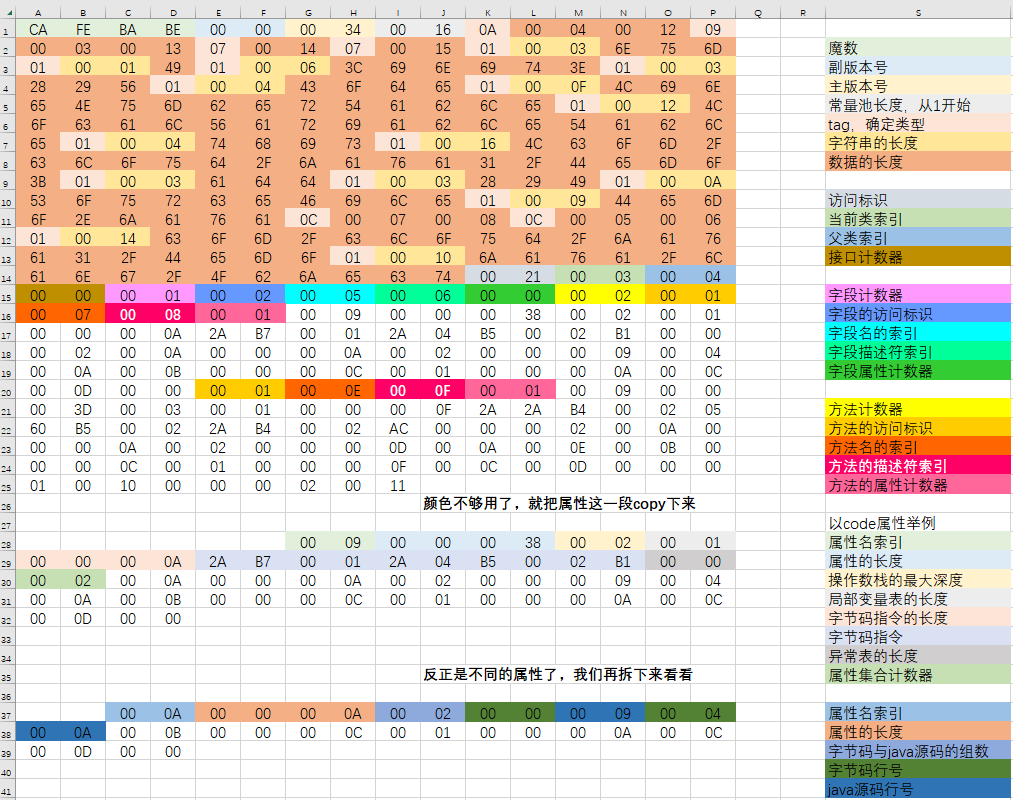 A B C D E F G H I J K L M N O P Q R S
1 CA FE BA BE 00 00 00 34 00 16 0A 00 04 00 12 09
2 00 03 00 13 07 00 14 07 00 15 01 00 03 6E 75 6D 魔数
3 01 00 01 49 01 00 06 3C 69 6E 69 74 3E 01 00 03 副版本号
4 28 29 56 01 00 04 43 6F 64 65 01 00 0F 4C 69 6E 主版本号
5 65 4E 75 6D 62 65 72 54 61 62 6C 65 01 00 12 4C 常量池长度，从1开始
6 6F 63 61 6C 56 61 72 69 61 62 6C 65 54 61 62 6C tag，确定类型
7 65 01 00 04 74 68 69 73 01 00 16 4C 63 6F 6D 2F 字符串的长度
8 63 6C 6F 75 64 2F 6A 61 76 61 31 2F 44 65 6D 6F 数据的长度
9 3B 01 00 03 61 64 64 01 00 03 28 29 49 01 00 0A
10 53 6F 75 72 63 65 46 69 6C 65 01 00 09 44 65 6D 访问标识
11 6F 2E 6A 61 76 61 0C 00 07 00 08 0C 00 05 00 06 当前类索引
12 01 00 14 63 6F 6D 2F 63 6C 6F 75 64 2F 6A 61 76 父类索引
13 61 31 2F 44 65 6D 6F 01 00 10 6A 61 76 61 2F 6C 接口计数器
14 61 6E 67 2F 4F 62 6A 65 63 74 00 21 00 03 00 04
15 00 00 00 01 00 02 00 05 00 06 00 00 00 02 00 01 字段计数器
16 00 07 00 08 00 01 00 09 00 00 00 38 00 02 00 01 字段的访问标识
17 00 00 00 0A 2A B7 00 01 2A 04 B5 00 02 B1 00 00 字段名的索引
18 00 02 00 0A 00 00 00 0A 00 02 00 00 00 09 00 04 字段描述符索引
19 00 0A 00 0B 00 00 00 0C 00 01 00 00 00 0A 00 0C 字段属性计数器
20 00 0D 00 00 00 01 00 0E 00 0F 00 01 00 09 00 00
21 00 3D 00 03 00 01 00 00 00 0F 2A 2A B4 00 02 05 方法计数器
22 60 B5 00 02 2A B4 00 02 AC 00 00 00 02 00 0A 00 方法的访问标识
23 00 00 0A 00 02 00 00 00 0D 00 0A 00 0E 00 0B 00 方法名的索引
24 00 00 0C 00 01 00 00 00 0F 00 0C 00 0D 00 00 00 方法的描述符索引
25 01 00 10 00 00 00 02 00 11 方法的属性计数器
26 颜色不够用了，就把属性这一段copy下来
27 以code属性举例
28 00 09 00 00 00 38 00 02 00 01 属性名索引
29 00 00 00 0A 2A B7 00 01 2A 04 B5 00 02 B1 00 00 属性的长度
30 00 02 00 0A 00 00 00 0A 00 02 00 00 00 09 00 04 操作数栈的最大深度
31 00 0A 00 0B 00 00 00 0C 00 01 00 00 00 0A 00 0C 局部变量表的长度
32 00 0D 00 00 字节码指令的长度
33 字节码指令
34 异常表的长度
35 反正是不同的属性了，我们再拆下来看看 属性集合计数器
36
37 00 0A 00 00 00 0A 00 02 00 00 00 09 00 04 属性名索引
38 00 0A 00 0B 00 00 00 0C 00 01 00 00 00 0A 00 0C 属性的长度
39 00 0D 00 00 字节码与java源码的组数
40 字节码行号
41 java源码行号